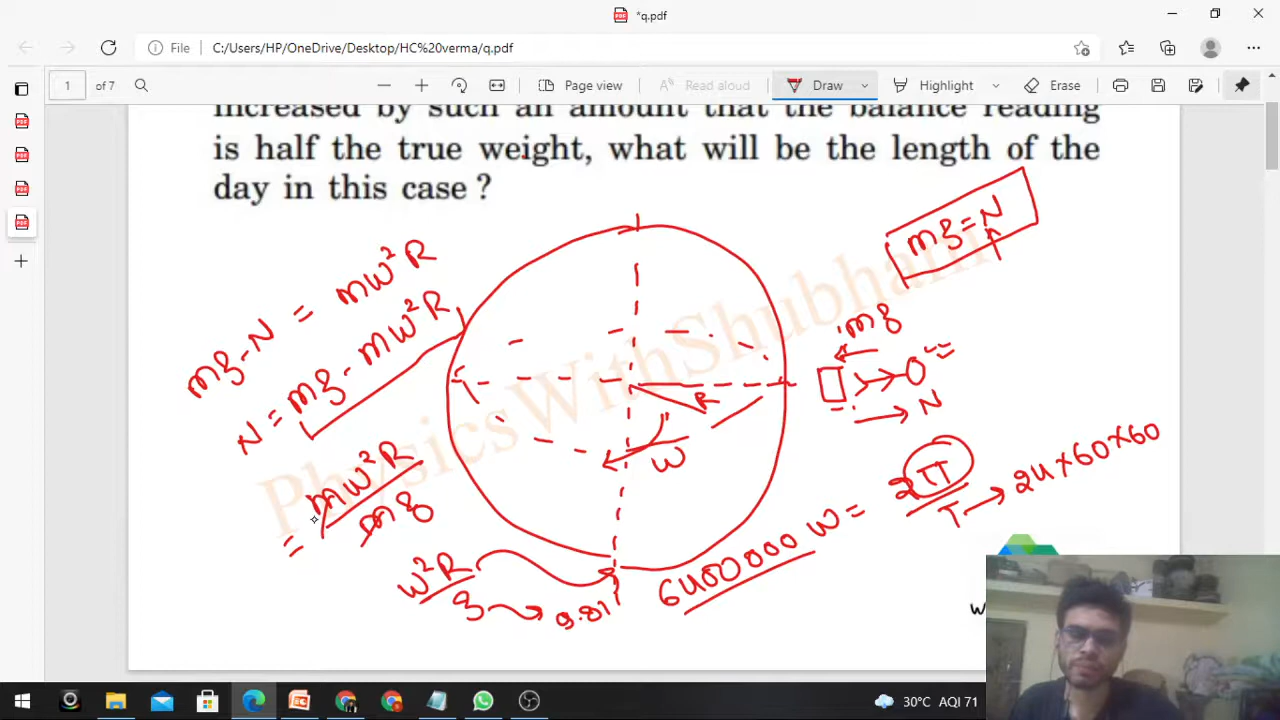 *q.pdf
File C:/Users/HP/OneDrive/Desktop/HC%20verma/q.pdf
1 of 7 Page view Read aloud Draw Highlight Erase
increased by such an amount that the balance reading
is half the true weight, what will be the length of the
day in this case ?
mg = N
mg - N = mω²R
N = mg - mω²R
mg
N
R
ω
= mω²R
mg
ω²R
g → 9.81
6400000
ω = 2π
T → 24×60×60
PhysicsWithShubham
W
30°C AQI 71